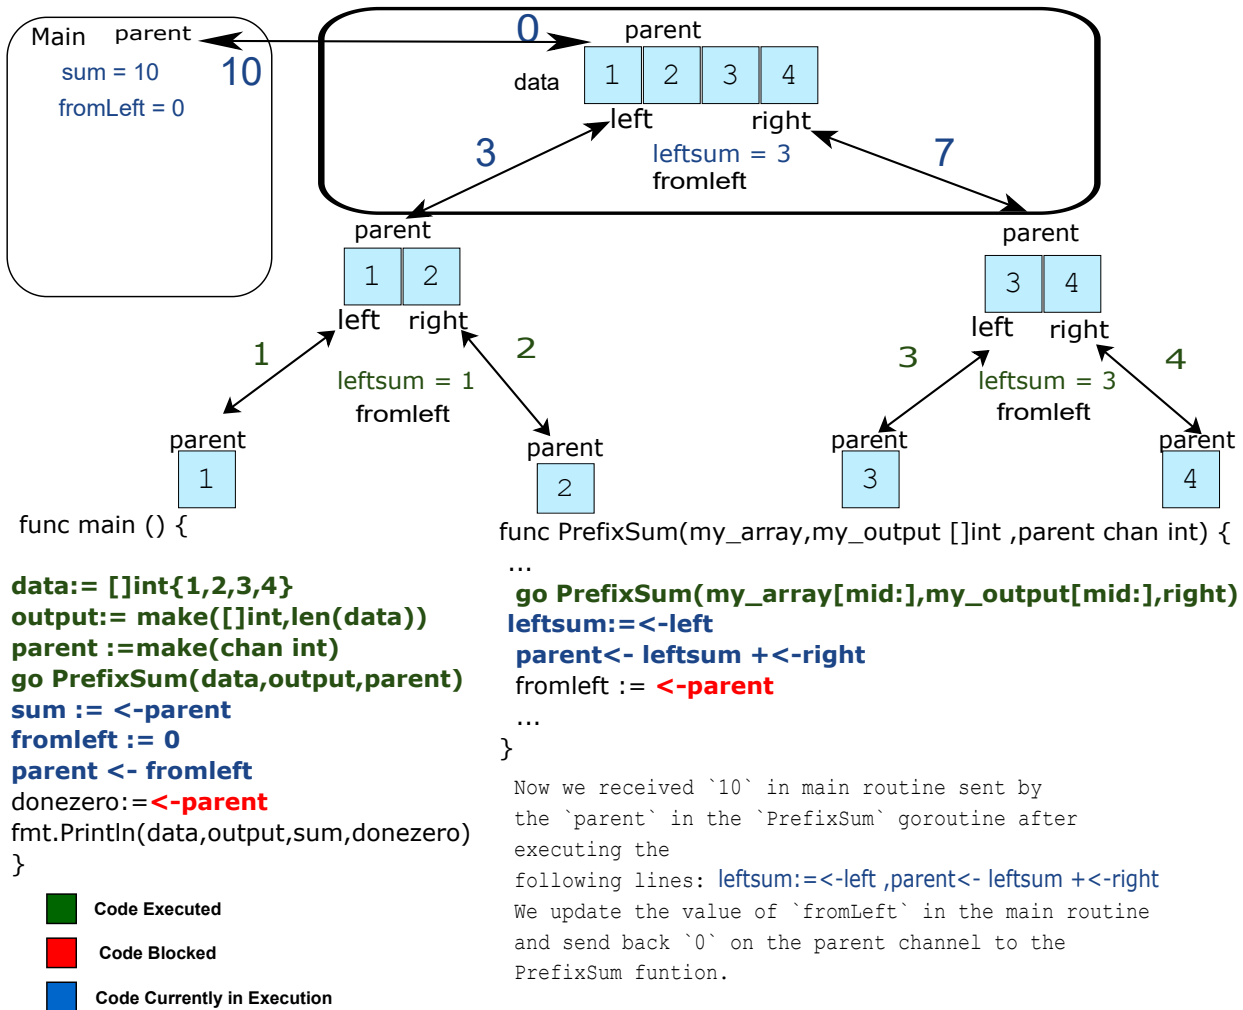 Main parent
sum = 10
fromLeft = 0
10
0
parent
data
1 2 3 4
left right
3
leftsum = 3
fromleft
7
parent
1 2
left right
parent
3 4
left right
1
leftsum = 1
fromleft
2
3
leftsum = 3
fromleft
4
parent
1
parent
2
parent
3
parent
4
func main () {
data:= []int{1,2,3,4}
output:= make([]int,len(data))
parent :=make(chan int)
go PrefixSum(data,output,parent)
sum := <-parent
fromleft := 0
parent <- fromleft
donezero:=<-parent
fmt.Println(data,output,sum,donezero)
}
func PrefixSum(my_array,my_output []int ,parent chan int) {
...
go PrefixSum(my_array[mid:],my_output[mid:],right)
leftsum:=<-left
parent<- leftsum +<-right
fromleft := <-parent
...
}
Now we received `10` in main routine sent by
the `parent` in the `PrefixSum` goroutine after
executing the
following lines: leftsum:=<-left ,parent<- leftsum +<-right
We update the value of `fromLeft` in the main routine
and send back `0` on the parent channel to the
PrefixSum funtion.
Code Executed
Code Blocked
Code Currently in Execution